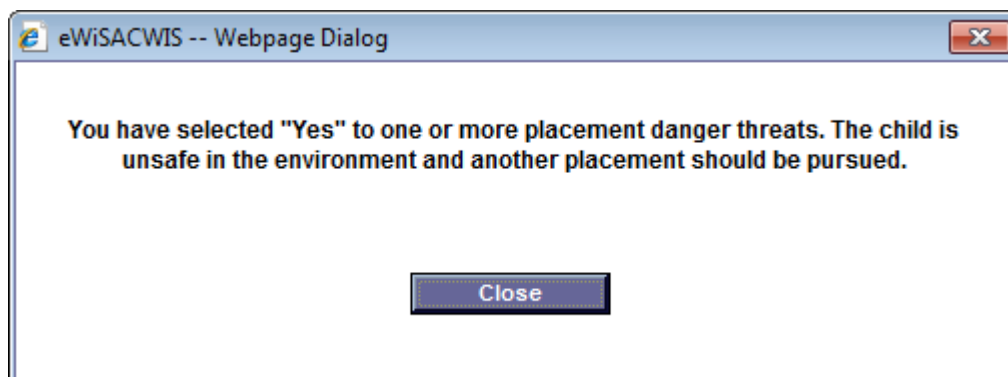 eWiSACWIS -- Webpage Dialog
You have selected "Yes" to one or more placement danger threats. The child is
unsafe in the environment and another placement should be pursued.
Close